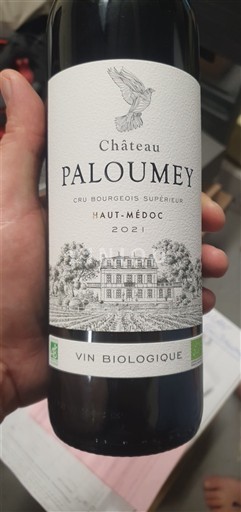 Château
PALOUMEY
CRU BOURGEOIS SUPÉRIEUR
HAUT-MÉDOC
2021
VIN BIOLOGIQUE